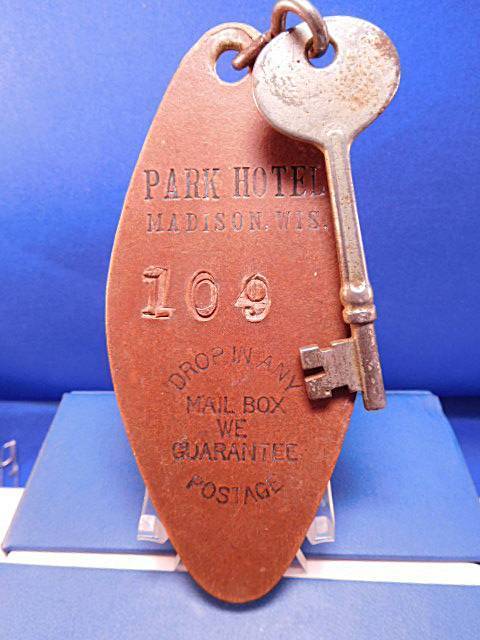 PARK HOTEL
MADISON, WIS.
109
DROP IN ANY
MAIL BOX
WE
GUARANTEE
POSTAGE